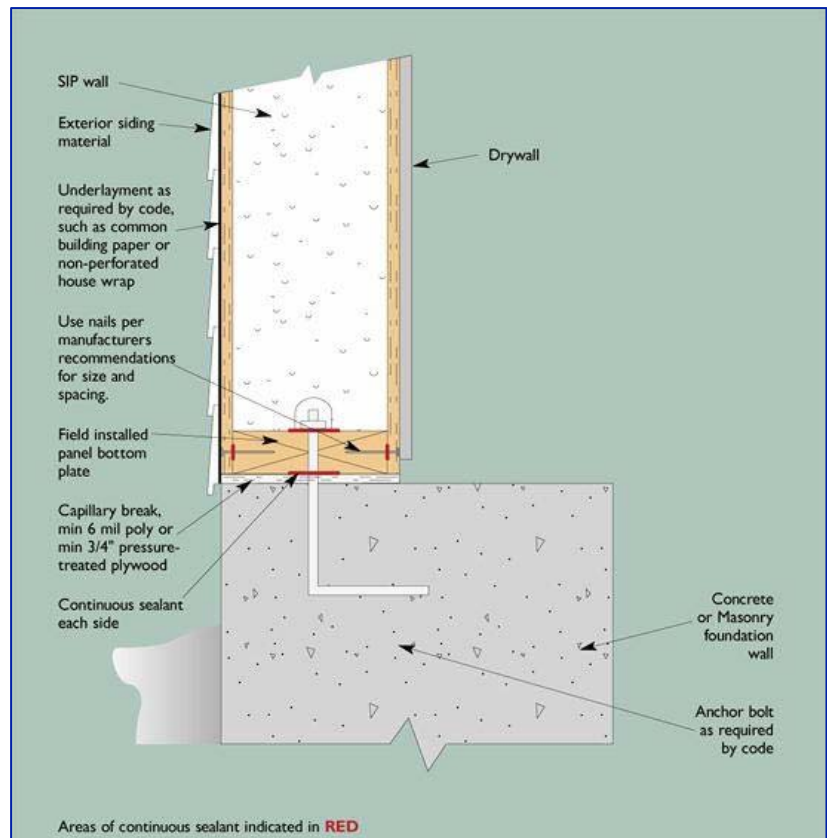 SIP wall
Exterior siding
material
Drywall
Underlayment as
required by code,
such as common
building paper or
non-perforated
house wrap
Use nails per
manufacturers
recommendations
for size and
spacing.
Field installed
panel bottom
plate
Capillary break,
min 6 mil poly or
min 3/4" pressure-
treated plywood
Continuous sealant
each side
Concrete
or Masonry
foundation
wall
Anchor bolt
as required
by code
Areas of continuous sealant indicated in RED